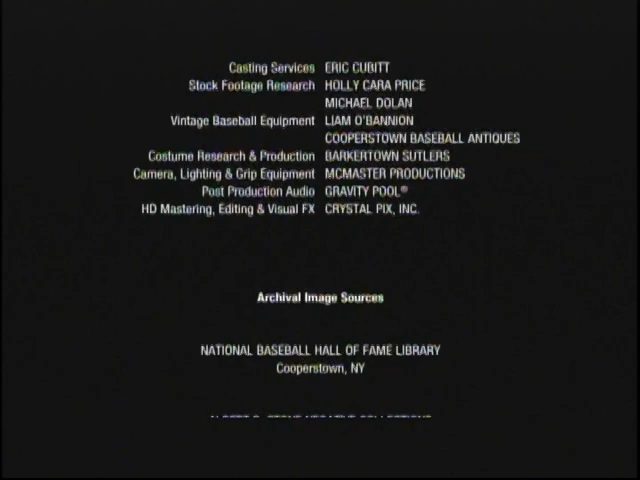 Casting Services ERIC CUBITT
Stock Footage Research HOLLY CARA PRICE
MICHAEL DOLAN
Vintage Baseball Equipment LIAM O'BANNION
COOPERSTOWN BASEBALL ANTIQUES
Costume Research & Production BARKERTOWN SUTLERS
Camera, Lighting & Grip Equipment MCMASTER PRODUCTIONS
Post Production Audio GRAVITY POOL®
HD Mastering, Editing & Visual FX CRYSTAL PIX, INC.
Archival Image Sources
NATIONAL BASEBALL HALL OF FAME LIBRARY
Cooperstown, NY